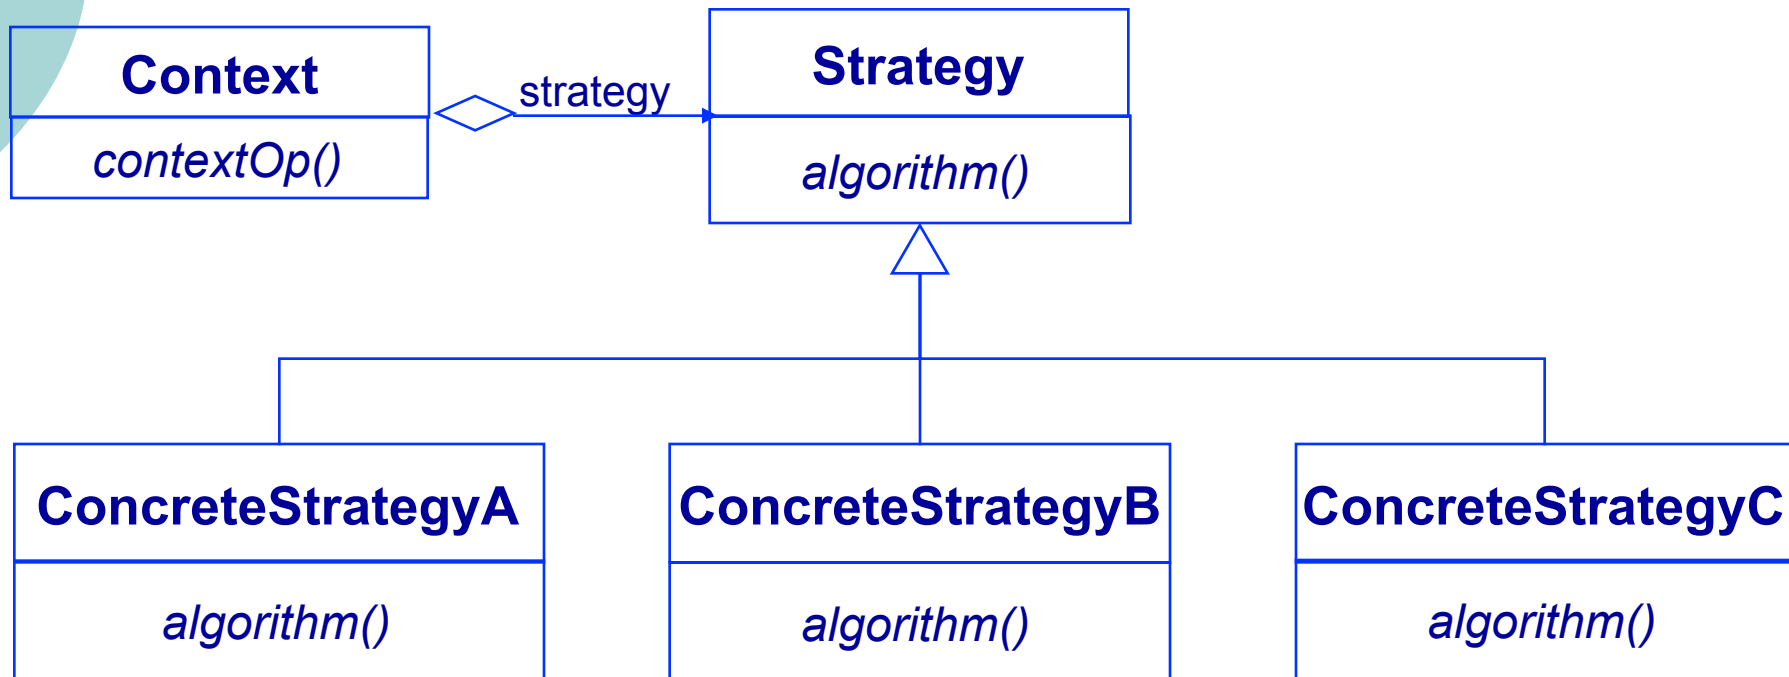 Context
contextOp()
strategy
Strategy
algorithm()
ConcreteStrategyA
algorithm()
ConcreteStrategyB
algorithm()
ConcreteStrategyC
algorithm()